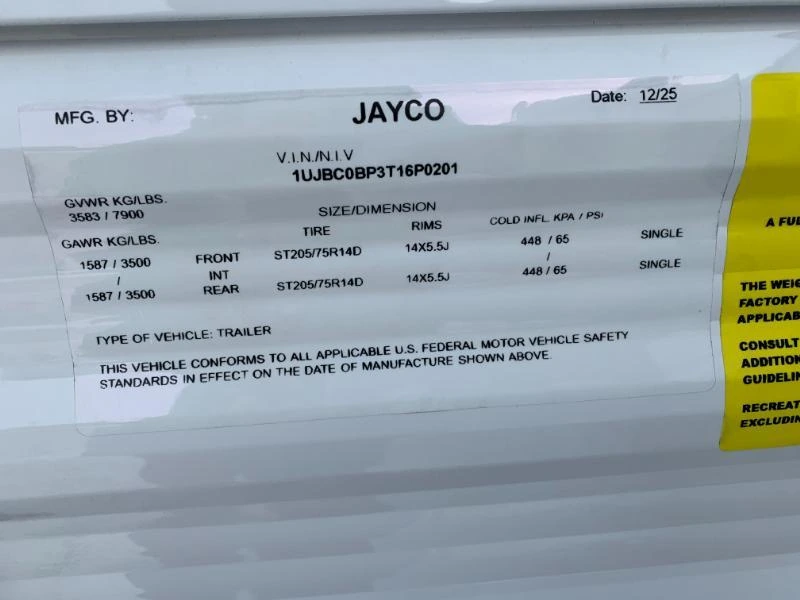 MFG. BY: JAYCO Date: 12/25
V.I.N./N.I.V
1UJBC0BP3T16P0201
GVWR KG/LBS.
3583 / 7900
SIZE/DIMENSION
GAWR KG/LBS. TIRE RIMS COLD INFL. KPA / PSI
1587 / 3500 FRONT ST205/75R14D 14X5.5J 448 / 65 SINGLE
/ INT /
1587 / 3500 REAR ST205/75R14D 14X5.5J 448 / 65 SINGLE
TYPE OF VEHICLE: TRAILER
THIS VEHICLE CONFORMS TO ALL APPLICABLE U.S. FEDERAL MOTOR VEHICLE SAFETY
STANDARDS IN EFFECT ON THE DATE OF MANUFACTURE SHOWN ABOVE.
A FUL
THE WEIG
FACTORY
APPLICAB
CONSULT
ADDITION
GUIDELIN
RECREAT
EXCLUDIN